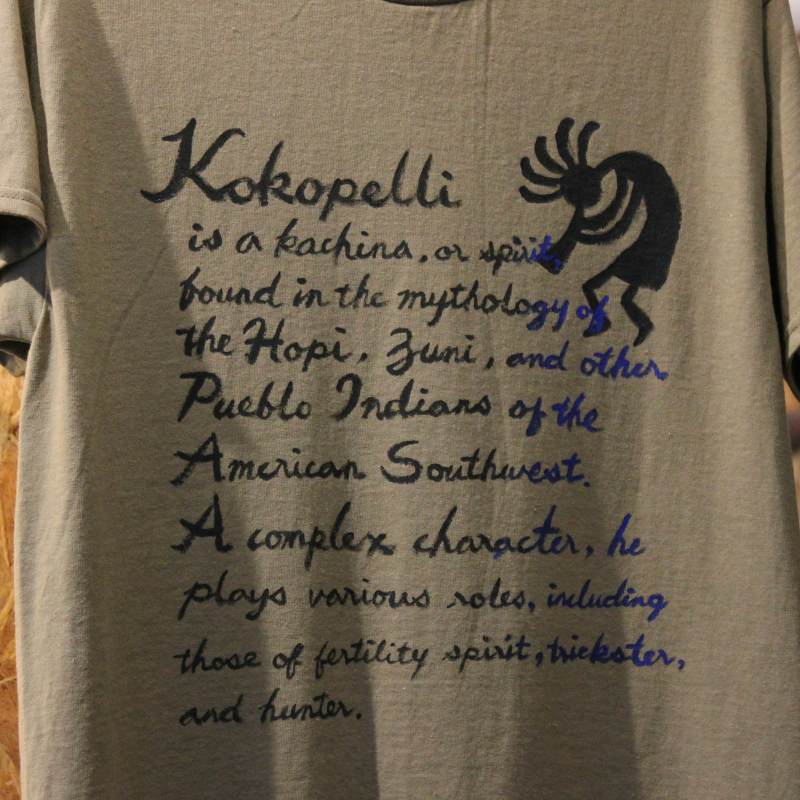 Kokopelli
is a kachina, or spirit,
found in the mythology of
the Hopi, Zuni, and other
Pueblo Indians of the
American Southwest.
A complex character, he
plays various roles, including
those of fertility spirit, trickster,
and hunter.